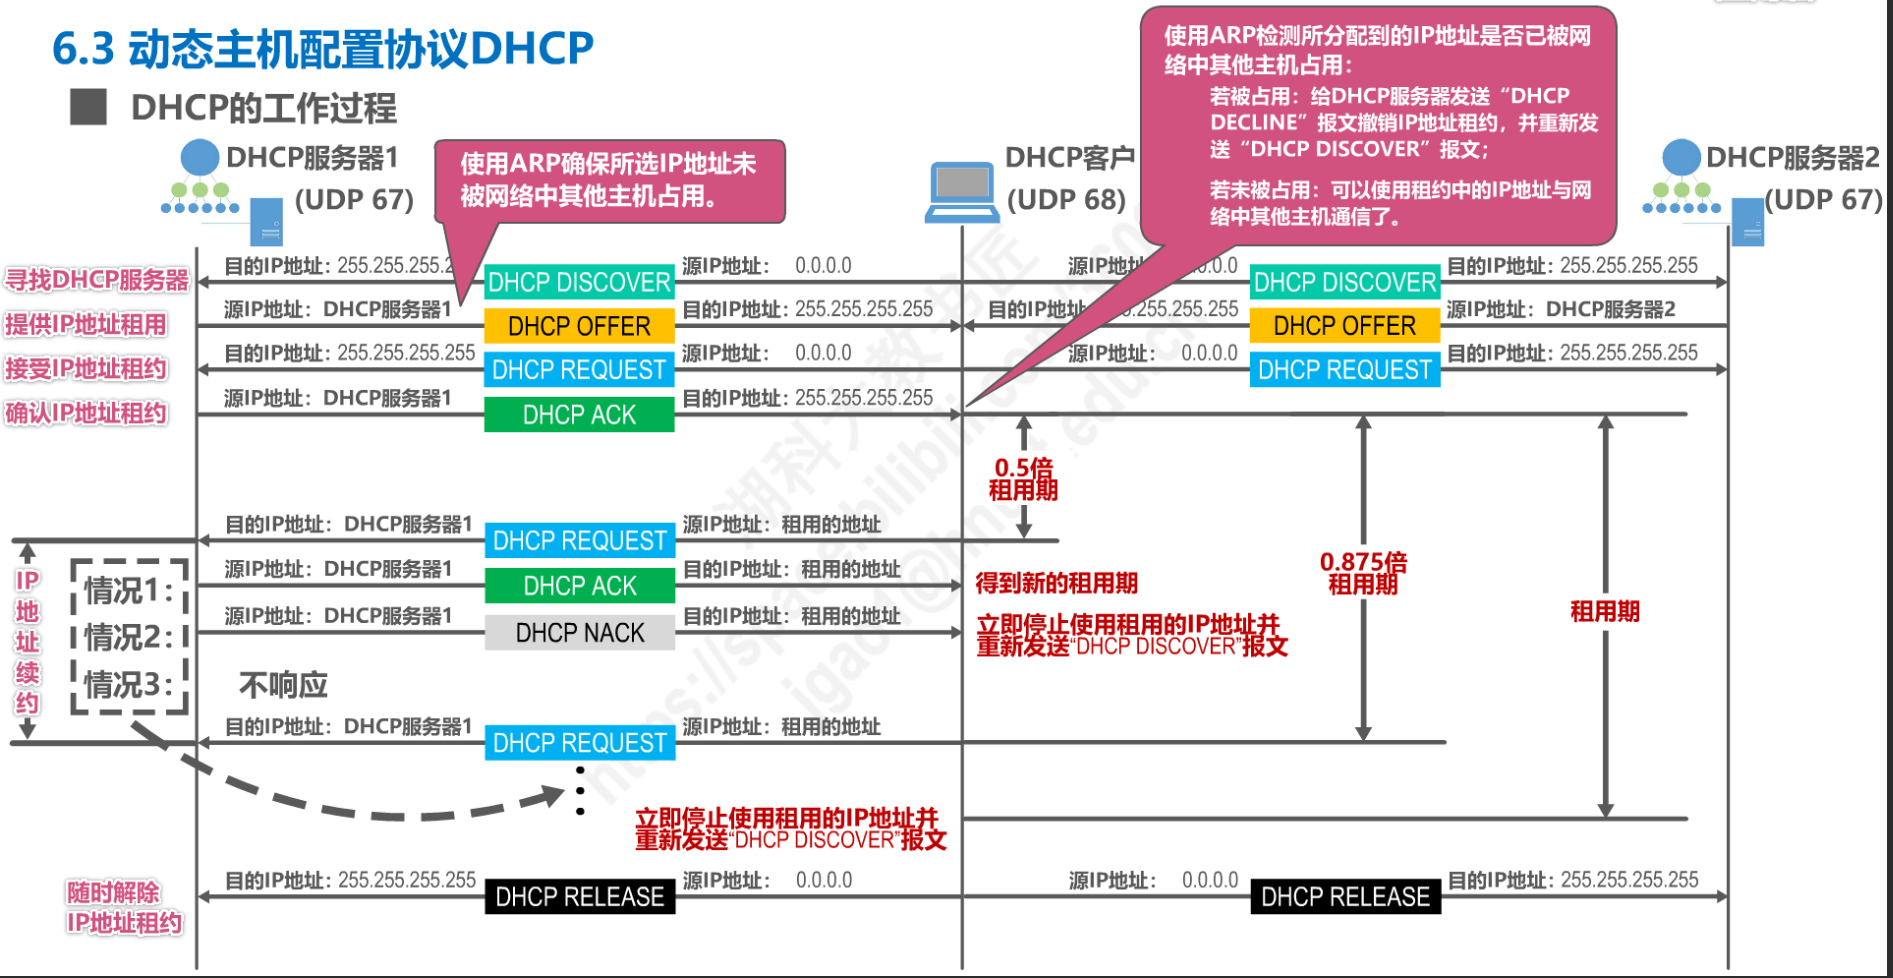 6.3 动态主机配置协议DHCP
DHCP的工作过程
使用ARP检测所分配到的IP地址是否已被网
络中其他主机占用：
若被占用：给DHCP服务器发送“DHCP
DECLINE”报文撤销IP地址租约，并重新发
送“DHCP DISCOVER”报文；
若未被占用：可以使用租约中的IP地址与网
络中其他主机通信了。
DHCP服务器1
(UDP 67)
使用ARP确保所选IP地址未
被网络中其他主机占用。
DHCP客户
(UDP 68)
DHCP服务器2
(UDP 67)
寻找DHCP服务器
目的IP地址：255.255.255.2
DHCP DISCOVER
源IP地址： 0.0.0.0
源IP地 .0.0
DHCP DISCOVER
目的IP地址：255.255.255.255
提供IP地址租用
源IP地址：DHCP服务器1
DHCP OFFER
目的IP地址：255.255.255.255
目的IP地址 .255.255
DHCP OFFER
源IP地址：DHCP服务器2
接受IP地址租约
目的IP地址：255.255.255.255
DHCP REQUEST
源IP地址： 0.0.0.0
源IP地址： 0.0.0.0
DHCP REQUEST
目的IP地址：255.255.255.255
确认IP地址租约
源IP地址：DHCP服务器1
DHCP ACK
目的IP地址：255.255.255.255
0.5倍
租用期
0.875倍
租用期
租用期
目的IP地址：DHCP服务器1
DHCP REQUEST
源IP地址：租用的地址
IP地址续约
情况1：
源IP地址：DHCP服务器1
DHCP ACK
目的IP地址：租用的地址
得到新的租用期
情况2：
源IP地址：DHCP服务器1
DHCP NACK
目的IP地址：租用的地址
立即停止使用租用的IP地址并
重新发送“DHCP DISCOVER”报文
情况3：
不响应
目的IP地址：DHCP服务器1
DHCP REQUEST
源IP地址：租用的地址
立即停止使用租用的IP地址并
重新发送“DHCP DISCOVER”报文
随时解除
IP地址租约
目的IP地址：255.255.255.255
DHCP RELEASE
源IP地址： 0.0.0.0
源IP地址： 0.0.0.0
DHCP RELEASE
目的IP地址：255.255.255.255
湖科大教书匠